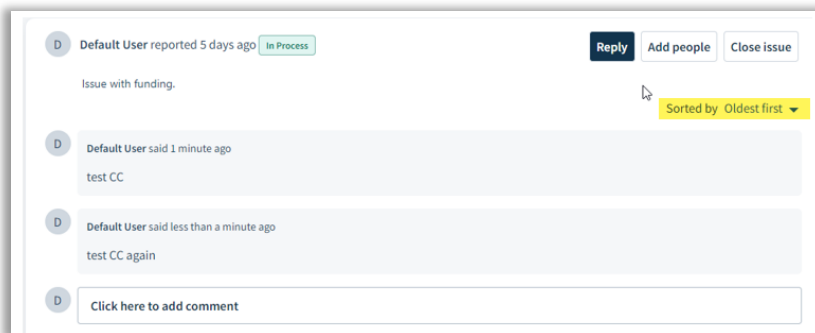 D Default User reported 5 days ago In Process Reply Add people Close issue
Issue with funding.
Sorted by Oldest first
D Default User said 1 minute ago
test CC
D Default User said less than a minute ago
test CC again
D Click here to add comment